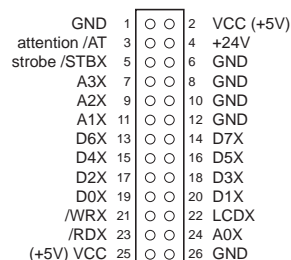 GND 1 2 VCC (+5V)
attention /AT 3 4 +24V
strobe /STBX 5 6 GND
A3X 7 8 GND
A2X 9 10 GND
A1X 11 12 GND
D6X 13 14 D7X
D4X 15 16 D5X
D2X 17 18 D3X
D0X 19 20 D1X
/WRX 21 22 LCDX
/RDX 23 24 A0X
(+5V) VCC 25 26 GND